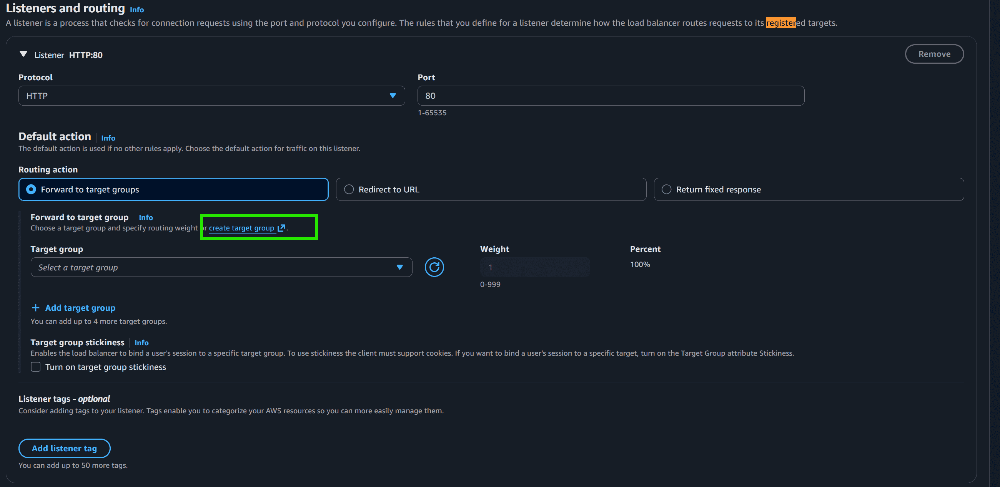 Listeners and routing Info
A listener is a process that checks for connection requests using the port and protocol you configure. The rules that you define for a listener determine how the load balancer routes requests to its registered targets.
Listener HTTP:80
Remove
Protocol
Port
HTTP
80
1-65535
Default action Info
The default action is used if no other rules apply. Choose the default action for traffic on this listener.
Routing action
Forward to target groups
Redirect to URL
Return fixed response
Forward to target group Info
Choose a target group and specify routing weight or create target group .
Target group
Weight
Percent
Select a target group
1
100%
0-999
+ Add target group
You can add up to 4 more target groups.
Target group stickiness Info
Enables the load balancer to bind a user's session to a specific target group. To use stickiness the client must support cookies. If you want to bind a user's session to a specific target, turn on the Target Group attribute Stickiness.
Turn on target group stickiness
Listener tags - optional
Consider adding tags to your listener. Tags enable you to categorize your AWS resources so you can more easily manage them.
Add listener tag
You can add up to 50 more tags.